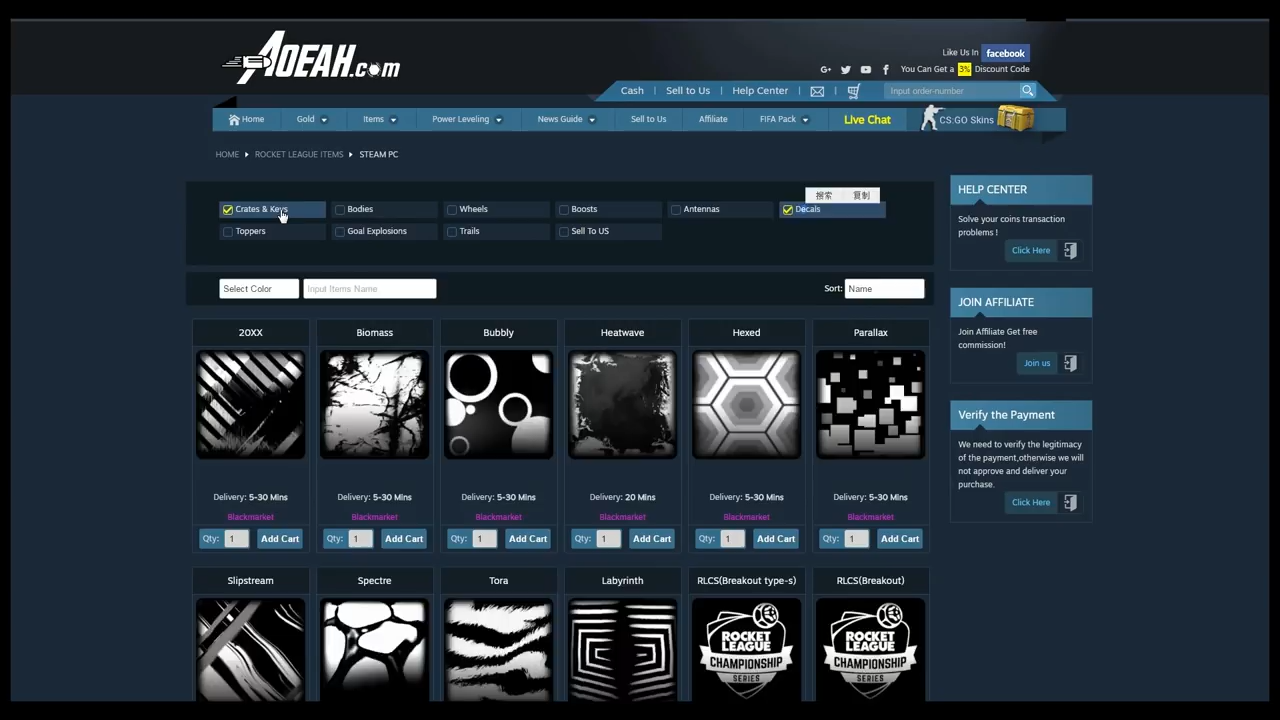 AOEAH.com
Like Us In facebook
You Can Get a 3% Discount Code
Cash | Sell to Us | Help Center
Input order-number
Home Gold Items Power Leveling News Guide Sell to Us Affiliate FIFA Pack Live Chat CS:GO Skins
HOME ROCKET LEAGUE ITEMS STEAM PC
搜索 复制
Crates & Keys Bodies Wheels Boosts Antennas Decals
Toppers Goal Explosions Trails Sell To US
Select Color Input Items Name Sort: Name
20XX Biomass Bubbly Heatwave Hexed Parallax
Delivery: 5-30 Mins Delivery: 5-30 Mins Delivery: 5-30 Mins Delivery: 20 Mins Delivery: 5-30 Mins Delivery: 5-30 Mins
Blackmarket Blackmarket Blackmarket Blackmarket Blackmarket Blackmarket
Qty: 1 Add Cart Qty: 1 Add Cart Qty: 1 Add Cart Qty: 1 Add Cart Qty: 1 Add Cart Qty: 1 Add Cart
Slipstream Spectre Tora Labyrinth RLCS(Breakout type-s) RLCS(Breakout)
ROCKET LEAGUE CHAMPIONSHIP SERIES
ROCKET LEAGUE CHAMPIONSHIP SERIES
HELP CENTER
Solve your coins transaction
problems !
Click Here
JOIN AFFILIATE
Join Affiliate Get free
commission!
Join us
Verify the Payment
We need to verify the legitimacy
of the payment,otherwise we will
not approve and deliver your
purchase.
Click Here